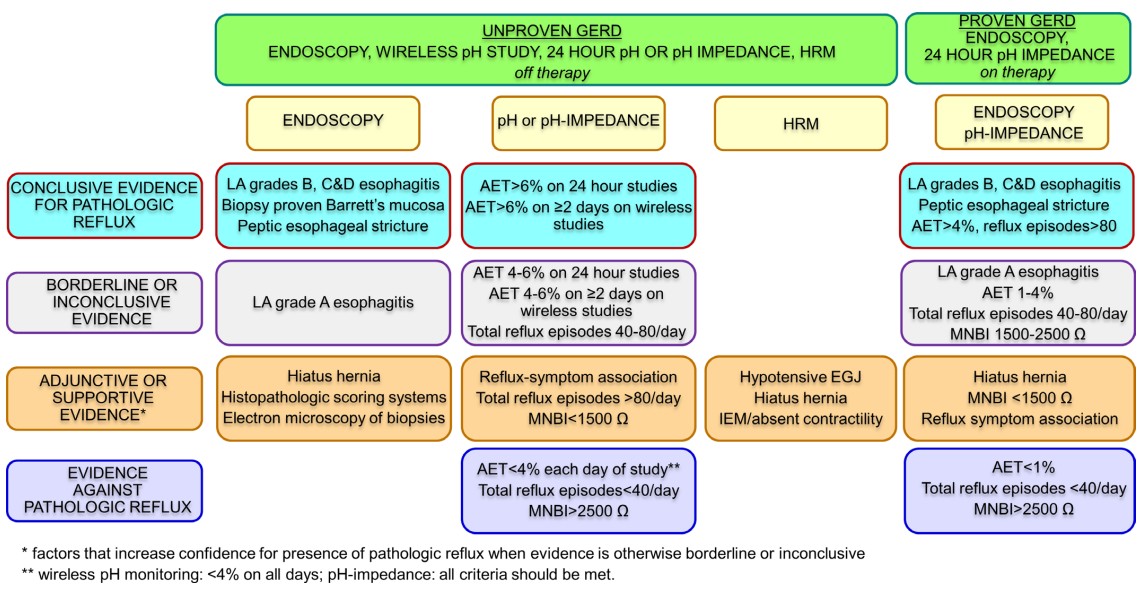 UNPROVEN GERD
ENDOSCOPY, WIRELESS pH STUDY, 24 HOUR pH OR pH IMPEDANCE, HRM
off therapy
PROVEN GERD
ENDOSCOPY,
24 HOUR pH IMPEDANCE
on therapy
ENDOSCOPY
pH or pH-IMPEDANCE
HRM
ENDOSCOPY
pH-IMPEDANCE
CONCLUSIVE EVIDENCE
FOR PATHOLOGIC
REFLUX
LA grades B, C&D esophagitis
Biopsy proven Barrett's mucosa
Peptic esophageal stricture
AET>6% on 24 hour studies
AET>6% on ≥2 days on wireless
studies
LA grades B, C&D esophagitis
Peptic esophageal stricture
AET>4%, reflux episodes>80
BORDERLINE OR
INCONCLUSIVE
EVIDENCE
LA grade A esophagitis
AET 4-6% on 24 hour studies
AET 4-6% on ≥2 days on
wireless studies
Total reflux episodes 40-80/day
LA grade A esophagitis
AET 1-4%
Total reflux episodes 40-80/day
MNBI 1500-2500 Ω
ADJUNCTIVE OR
SUPPORTIVE
EVIDENCE*
Hiatus hernia
Histopathologic scoring systems
Electron microscopy of biopsies
Reflux-symptom association
Total reflux episodes >80/day
MNBI<1500 Ω
Hypotensive EGJ
Hiatus hernia
IEM/absent contractility
Hiatus hernia
MNBI <1500 Ω
Reflux symptom association
EVIDENCE
AGAINST
PATHOLOGIC REFLUX
AET<4% each day of study**
Total reflux episodes<40/day
MNBI>2500 Ω
AET<1%
Total reflux episodes <40/day
MNBI>2500 Ω
* factors that increase confidence for presence of pathologic reflux when evidence is otherwise borderline or inconclusive
** wireless pH monitoring: <4% on all days; pH-impedance: all criteria should be met.